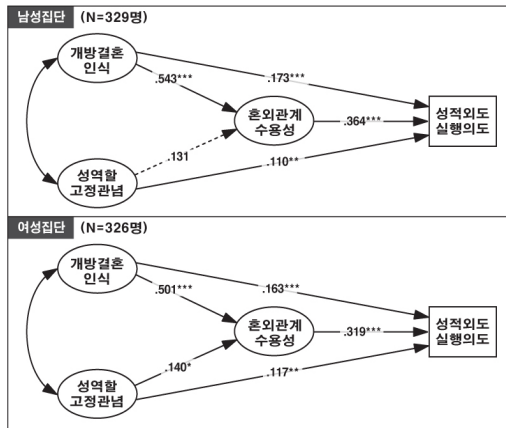 남성집단 (N=329명)
개방결혼
인식
.173***
.543***
혼외관계
수용성
.364***
성적외도
실행의도
.131
.110**
성역할
고정관념
여성집단 (N=326명)
개방결혼
인식
.163***
.501***
혼외관계
수용성
.319***
성적외도
실행의도
.140*
.117**
성역할
고정관념